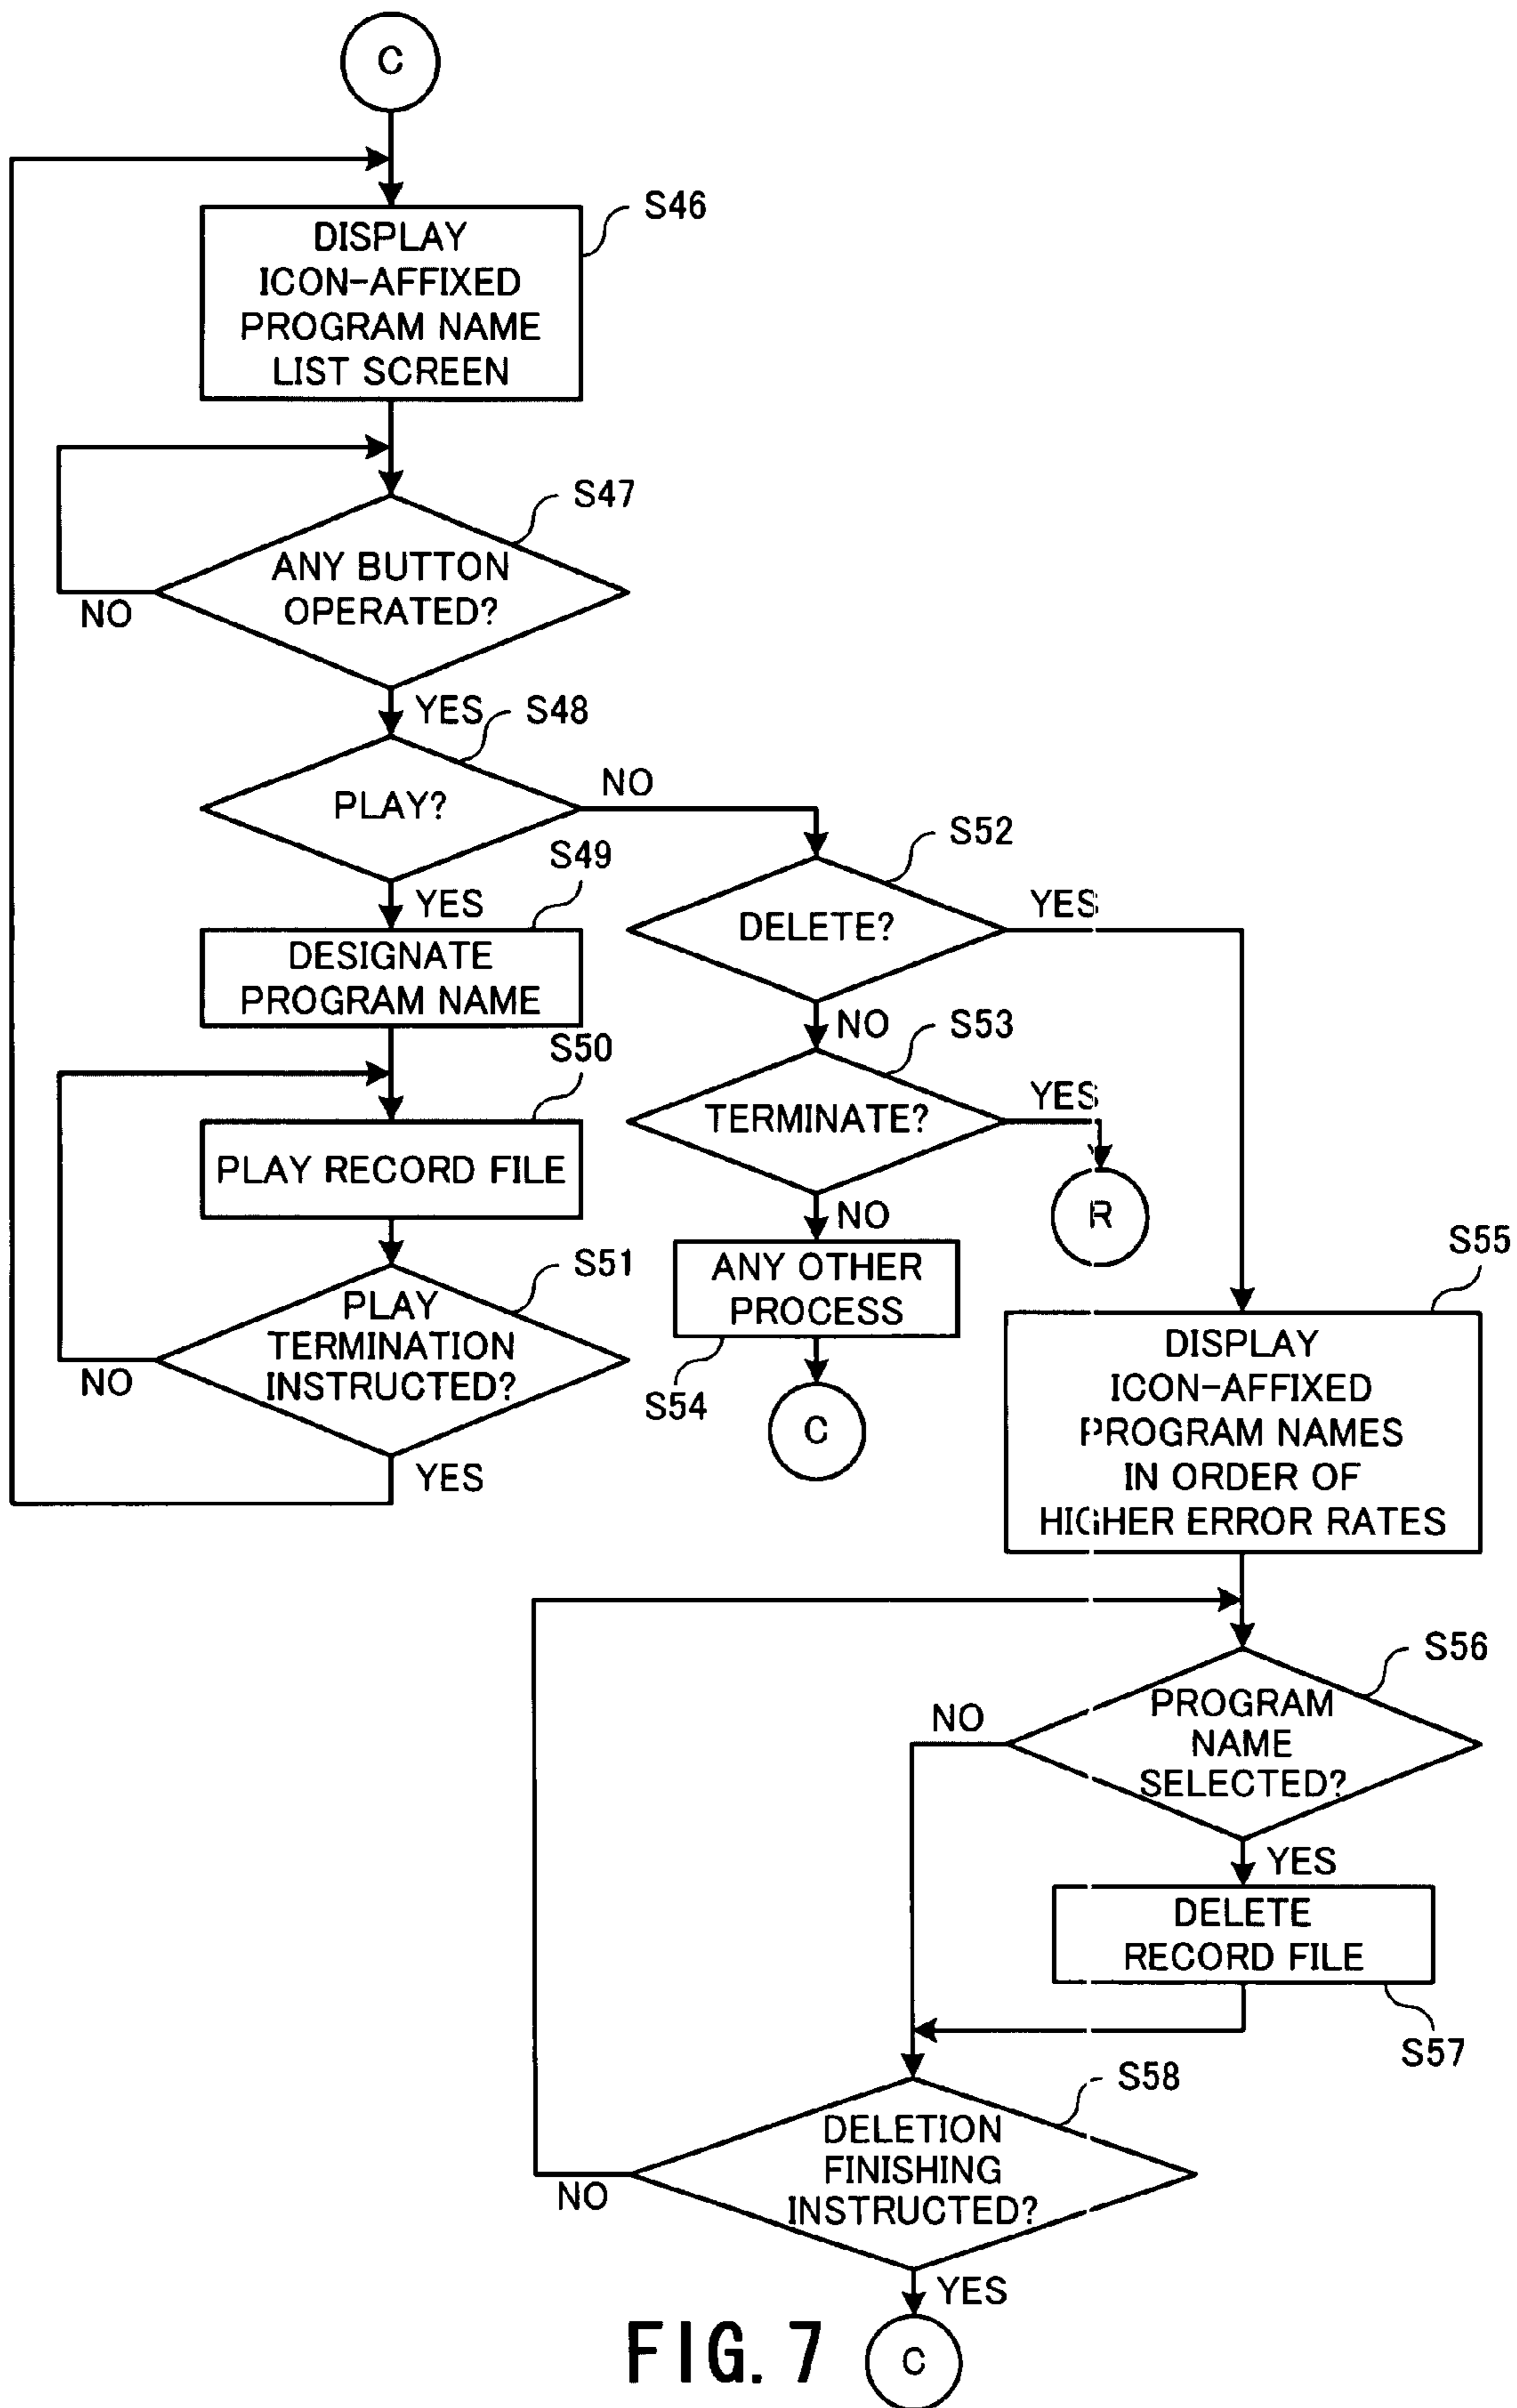 C
S46
DISPLAY
ICON-AFFIXED
PROGRAM NAME
LIST SCREEN
S47
ANY BUTTON
OPERATED?
NO
YES
S48
PLAY?
NO
S49
YES
DESIGNATE
PROGRAM NAME
S50
PLAY RECORD FILE
S51
PLAY
TERMINATION
INSTRUCTED?
NO
YES
S52
DELETE?
YES
NO
S53
TERMINATE?
YES
R
NO
ANY OTHER
PROCESS
S54
C
S55
DISPLAY
ICON-AFFIXED
PROGRAM NAMES
IN ORDER OF
HIGHER ERROR RATES
S56
PROGRAM
NAME
SELECTED?
NO
YES
DELETE
RECORD FILE
S57
S58
DELETION
FINISHING
INSTRUCTED?
NO
YES
C
FIG. 7